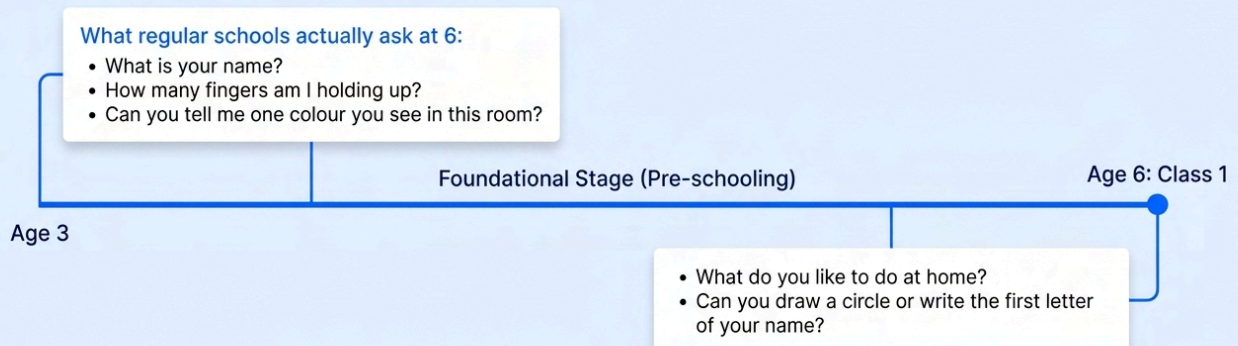 What regular schools actually ask at 6:
• What is your name?
• How many fingers am I holding up?
• Can you tell me one colour you see in this room?
Foundational Stage (Pre-schooling)
Age 6: Class 1
Age 3
• What do you like to do at home?
• Can you draw a circle or write the first letter
of your name?